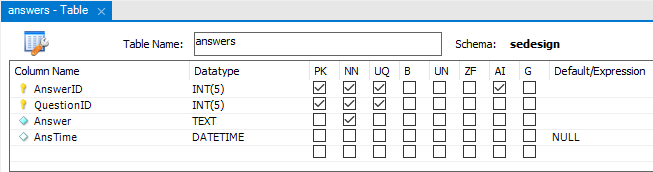 answers - Table ×
Table Name: answers Schema: sedesign
Column Name Datatype PK NN UQ B UN ZF AI G Default/Expression
AnswerID INT(5)
QuestionID INT(5)
Answer TEXT
AnsTime DATETIME NULL